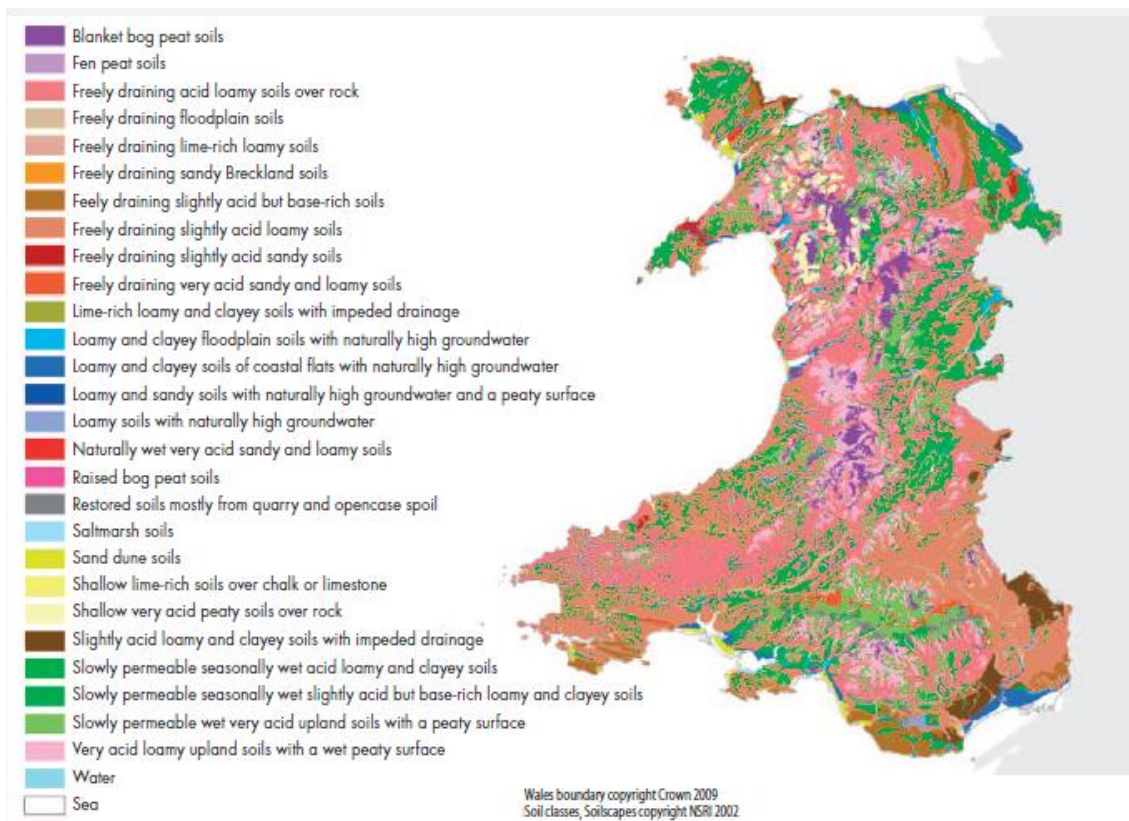 Blanket bog peat soils
Fen peat soils
Freely draining acid loamy soils over rock
Freely draining floodplain soils
Freely draining lime-rich loamy soils
Freely draining sandy Breckland soils
Feely draining slightly acid but base-rich soils
Freely draining slightly acid loamy soils
Freely draining slightly acid sandy soils
Freely draining very acid sandy and loamy soils
Lime-rich loamy and clayey soils with impeded drainage
Loamy and clayey floodplain soils with naturally high groundwater
Loamy and clayey soils of coastal flats with naturally high groundwater
Loamy and sandy soils with naturally high groundwater and a peaty surface
Loamy soils with naturally high groundwater
Naturally wet very acid sandy and loamy soils
Raised bog peat soils
Restored soils mostly from quarry and opencase spoil
Saltmarsh soils
Sand dune soils
Shallow lime-rich soils over chalk or limestone
Shallow very acid peaty soils over rock
Slightly acid loamy and clayey soils with impeded drainage
Slowly permeable seasonally wet acid loamy and clayey soils
Slowly permeable seasonally wet slightly acid but base-rich loamy and clayey soils
Slowly permeable wet very acid upland soils with a peaty surface
Very acid loamy upland soils with a wet peaty surface
Water
Sea
Wales boundary copyright Crown 2009
Soil classes, Soilscapes copyright NSRI 2002